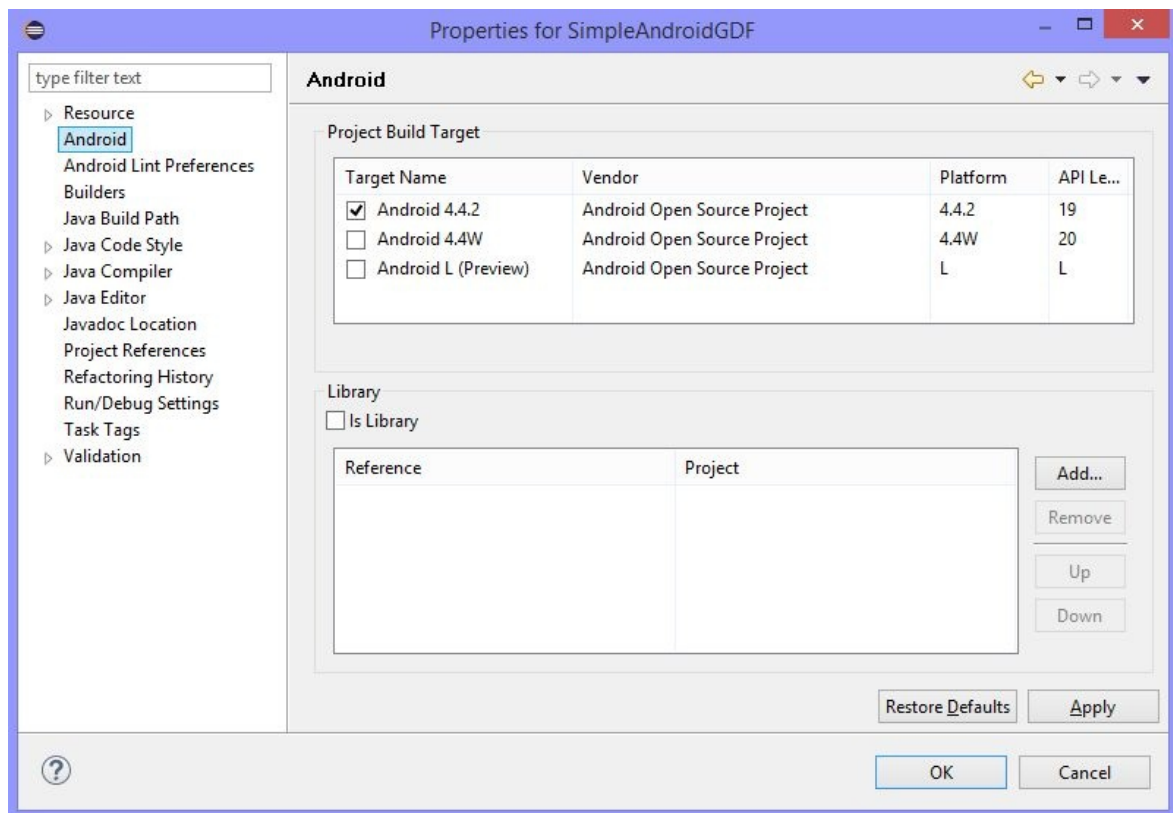 Properties for SimpleAndroidGDF
type filter text
Resource
Android
Android Lint Preferences
Builders
Java Build Path
Java Code Style
Java Compiler
Java Editor
Javadoc Location
Project References
Refactoring History
Run/Debug Settings
Task Tags
Validation
Android
Project Build Target
Target Name Vendor Platform API Le...
Android 4.4.2 Android Open Source Project 4.4.2 19
Android 4.4W Android Open Source Project 4.4W 20
Android L (Preview) Android Open Source Project L L
Library
Is Library
Reference Project
Add...
Remove
Up
Down
Restore Defaults Apply
OK Cancel